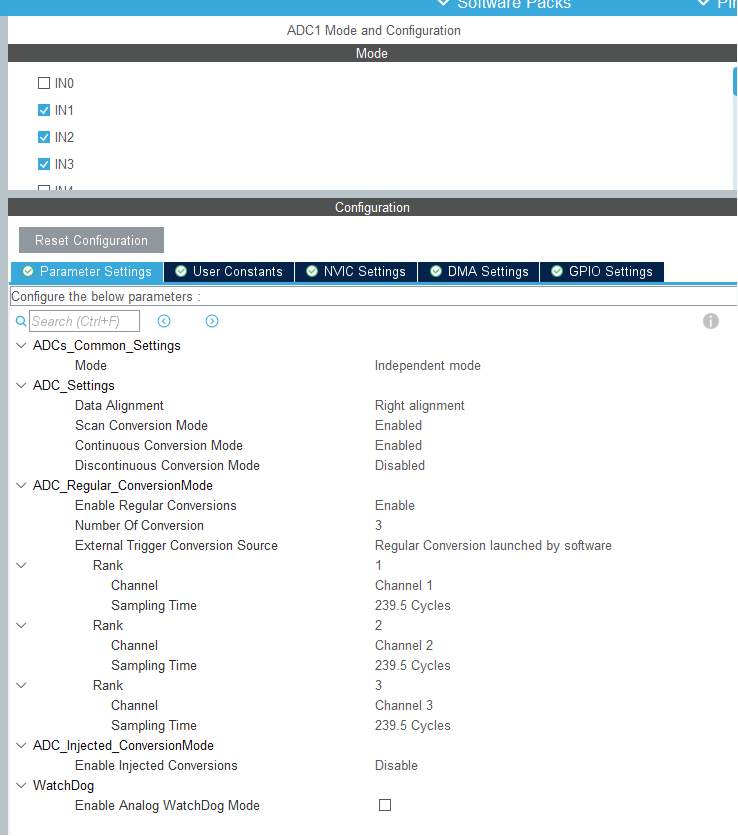 Software Packs
ADC1 Mode and Configuration
Mode
IN0
IN1
IN2
IN3
Configuration
Reset Configuration
Parameter Settings User Constants NVIC Settings DMA Settings GPIO Settings
Configure the below parameters :
Search (Ctrl+F)
ADCs_Common_Settings
Mode Independent mode
ADC_Settings
Data Alignment Right alignment
Scan Conversion Mode Enabled
Continuous Conversion Mode Enabled
Discontinuous Conversion Mode Disabled
ADC_Regular_ConversionMode
Enable Regular Conversions Enable
Number Of Conversion 3
External Trigger Conversion Source Regular Conversion launched by software
Rank 1
Channel Channel 1
Sampling Time 239.5 Cycles
Rank 2
Channel Channel 2
Sampling Time 239.5 Cycles
Rank 3
Channel Channel 3
Sampling Time 239.5 Cycles
ADC_Injected_ConversionMode
Enable Injected Conversions Disable
WatchDog
Enable Analog WatchDog Mode